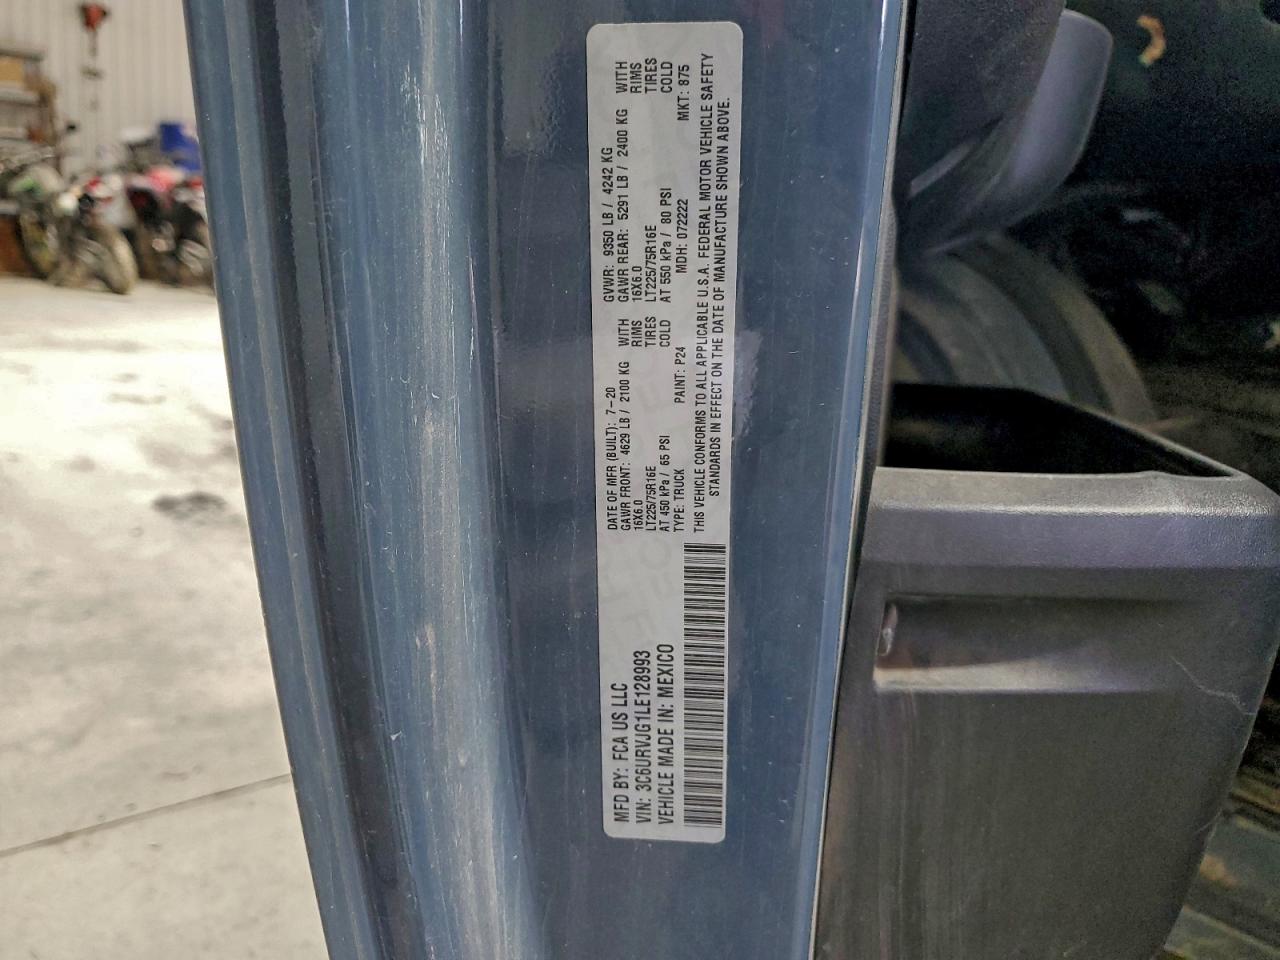 MFD BY: FCA US LLC
VIN: 3C6URVJG1LE128993
VEHICLE MADE IN: MEXICO
DATE OF MFR (BUILT): 7-20 GVWR: 9350 LB / 4242 KG
GAWR FRONT: 4629 LB / 2100 KG WITH GAWR REAR: 5291 LB / 2400 KG WITH
16X6.0 RIMS 16X6.0 RIMS
LT225/75R16E TIRES LT225/75R16E TIRES
AT 450 kPa / 65 PSI COLD AT 550 kPa / 80 PSI COLD
TYPE: TRUCK PAINT: P24 MDH: 072222 MKT: 875
THIS VEHICLE CONFORMS TO ALL APPLICABLE U.S.A. FEDERAL MOTOR VEHICLE SAFETY
STANDARDS IN EFFECT ON THE DATE OF MANUFACTURE SHOWN ABOVE.